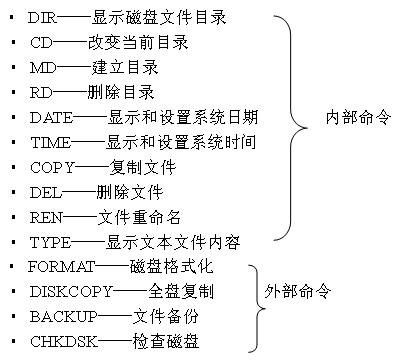 ▪ DIR——显示磁盘文件目录
▪ CD——改变当前目录
▪ MD——建立目录
▪ RD——删除目录
▪ DATE——显示和设置系统日期
▪ TIME——显示和设置系统时间
▪ COPY——复制文件
▪ DEL——删除文件
▪ REN——文件重命名
▪ TYPE——显示文本文件内容
内部命令
▪ FORMAT——磁盘格式化
▪ DISKCOPY——全盘复制
▪ BACKUP——文件备份
▪ CHKDSK——检查磁盘
外部命令